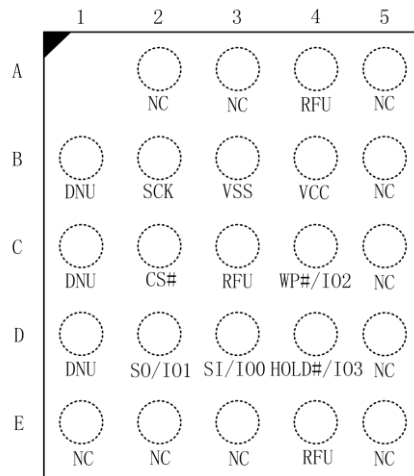 1 2 3 4 5
A
NC NC RFU NC
B
DNU SCK VSS VCC NC
C
DNU CS# RFU WP#/IO2 NC
D
DNU SO/IO1 SI/IO0 HOLD#/IO3 NC
E
NC NC NC RFU NC